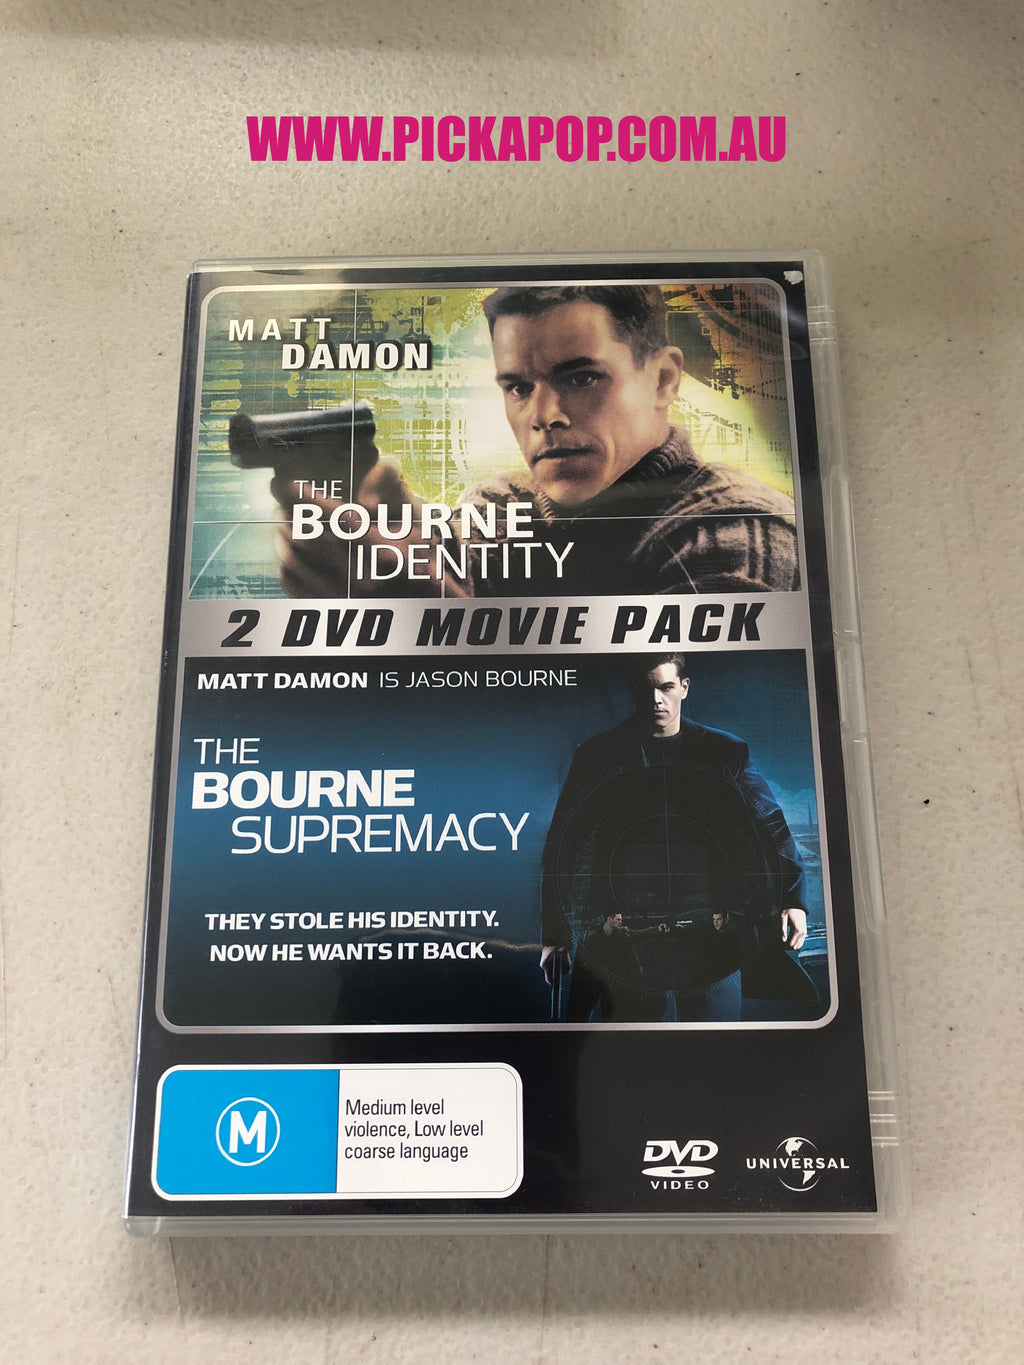 WWW.PICKAPOP.COM.AU
MATT
DAMON
THE
BOURNE
IDENTITY
2 DVD MOVIE PACK
MATT DAMON IS JASON BOURNE
THE
BOURNE
SUPREMACY
THEY STOLE HIS IDENTITY.
NOW HE WANTS IT BACK.
M
Medium level
violence, Low level
coarse language
DVD
VIDEO
UNIVERSAL